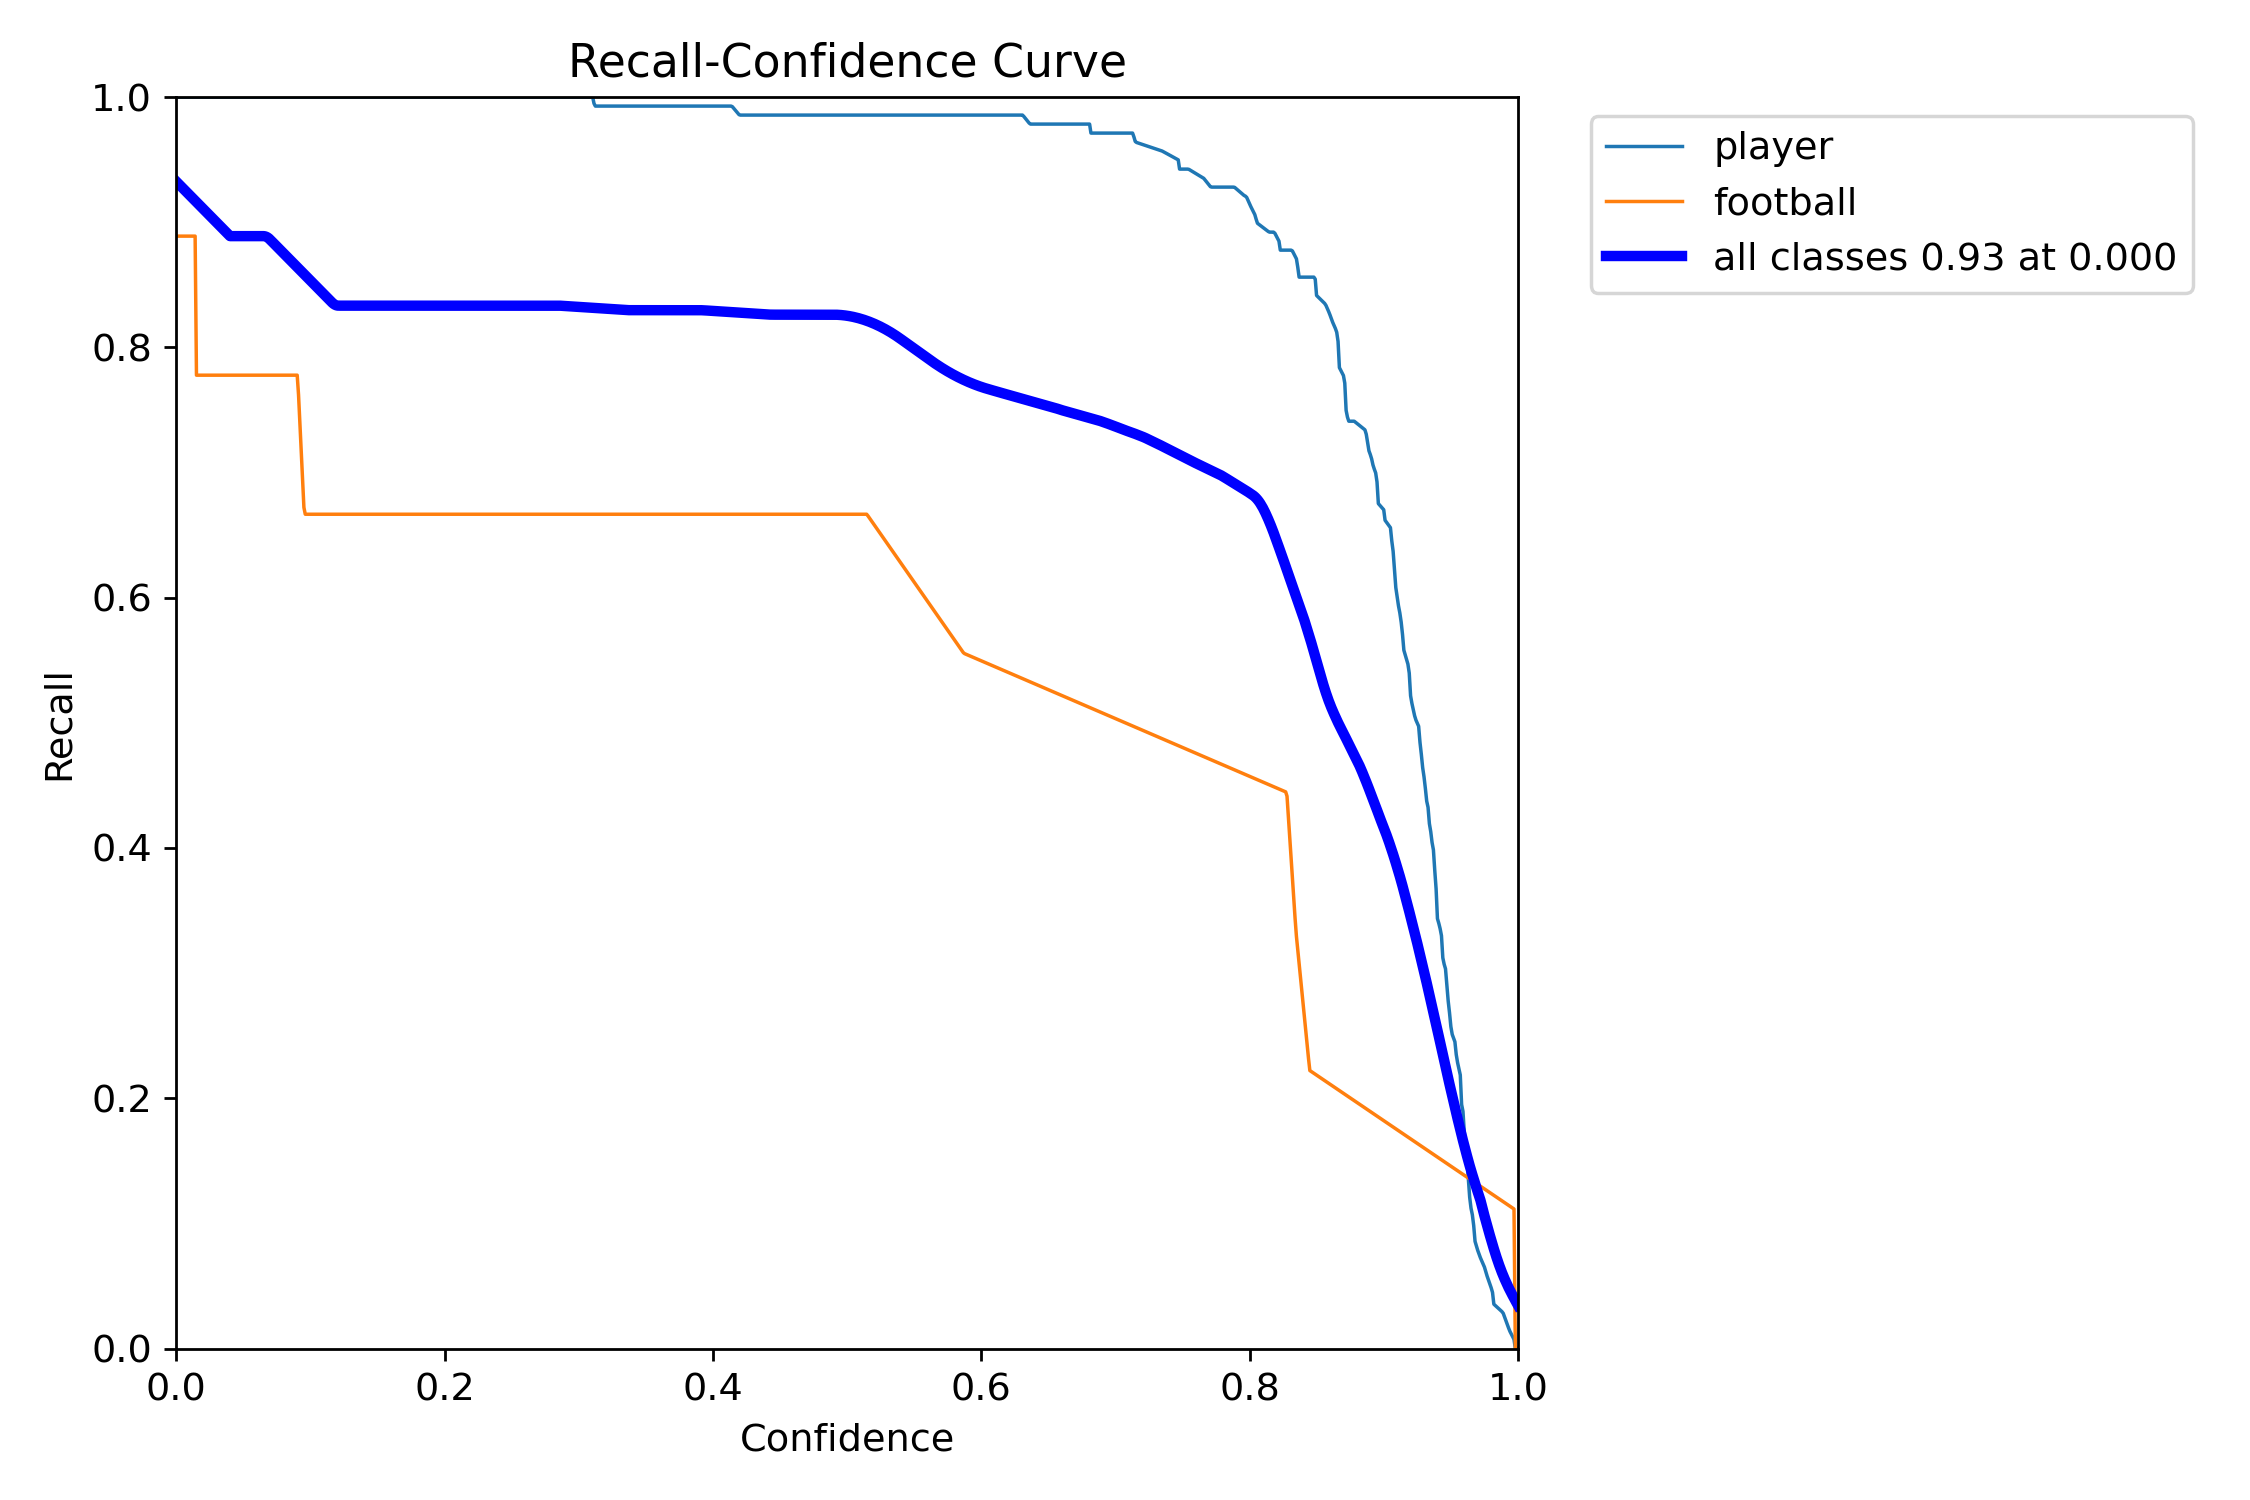 Recall-Confidence Curve
1.0
0.8
0.6
0.4
0.2
0.0
Recall
0.0 0.2 0.4 0.6 0.8 1.0
Confidence
player
football
all classes 0.93 at 0.000